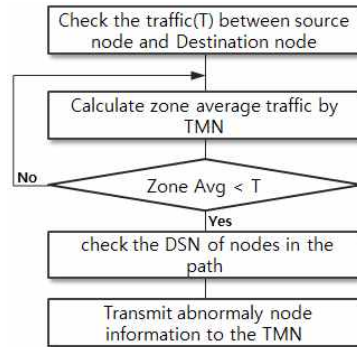 Check the traffic(T) between source
node and Destination node
Calculate zone average traffic by
TMN
No
Zone Avg < T
Yes
check the DSN of nodes in the
path
Transmit abnormaly node
information to the TMN